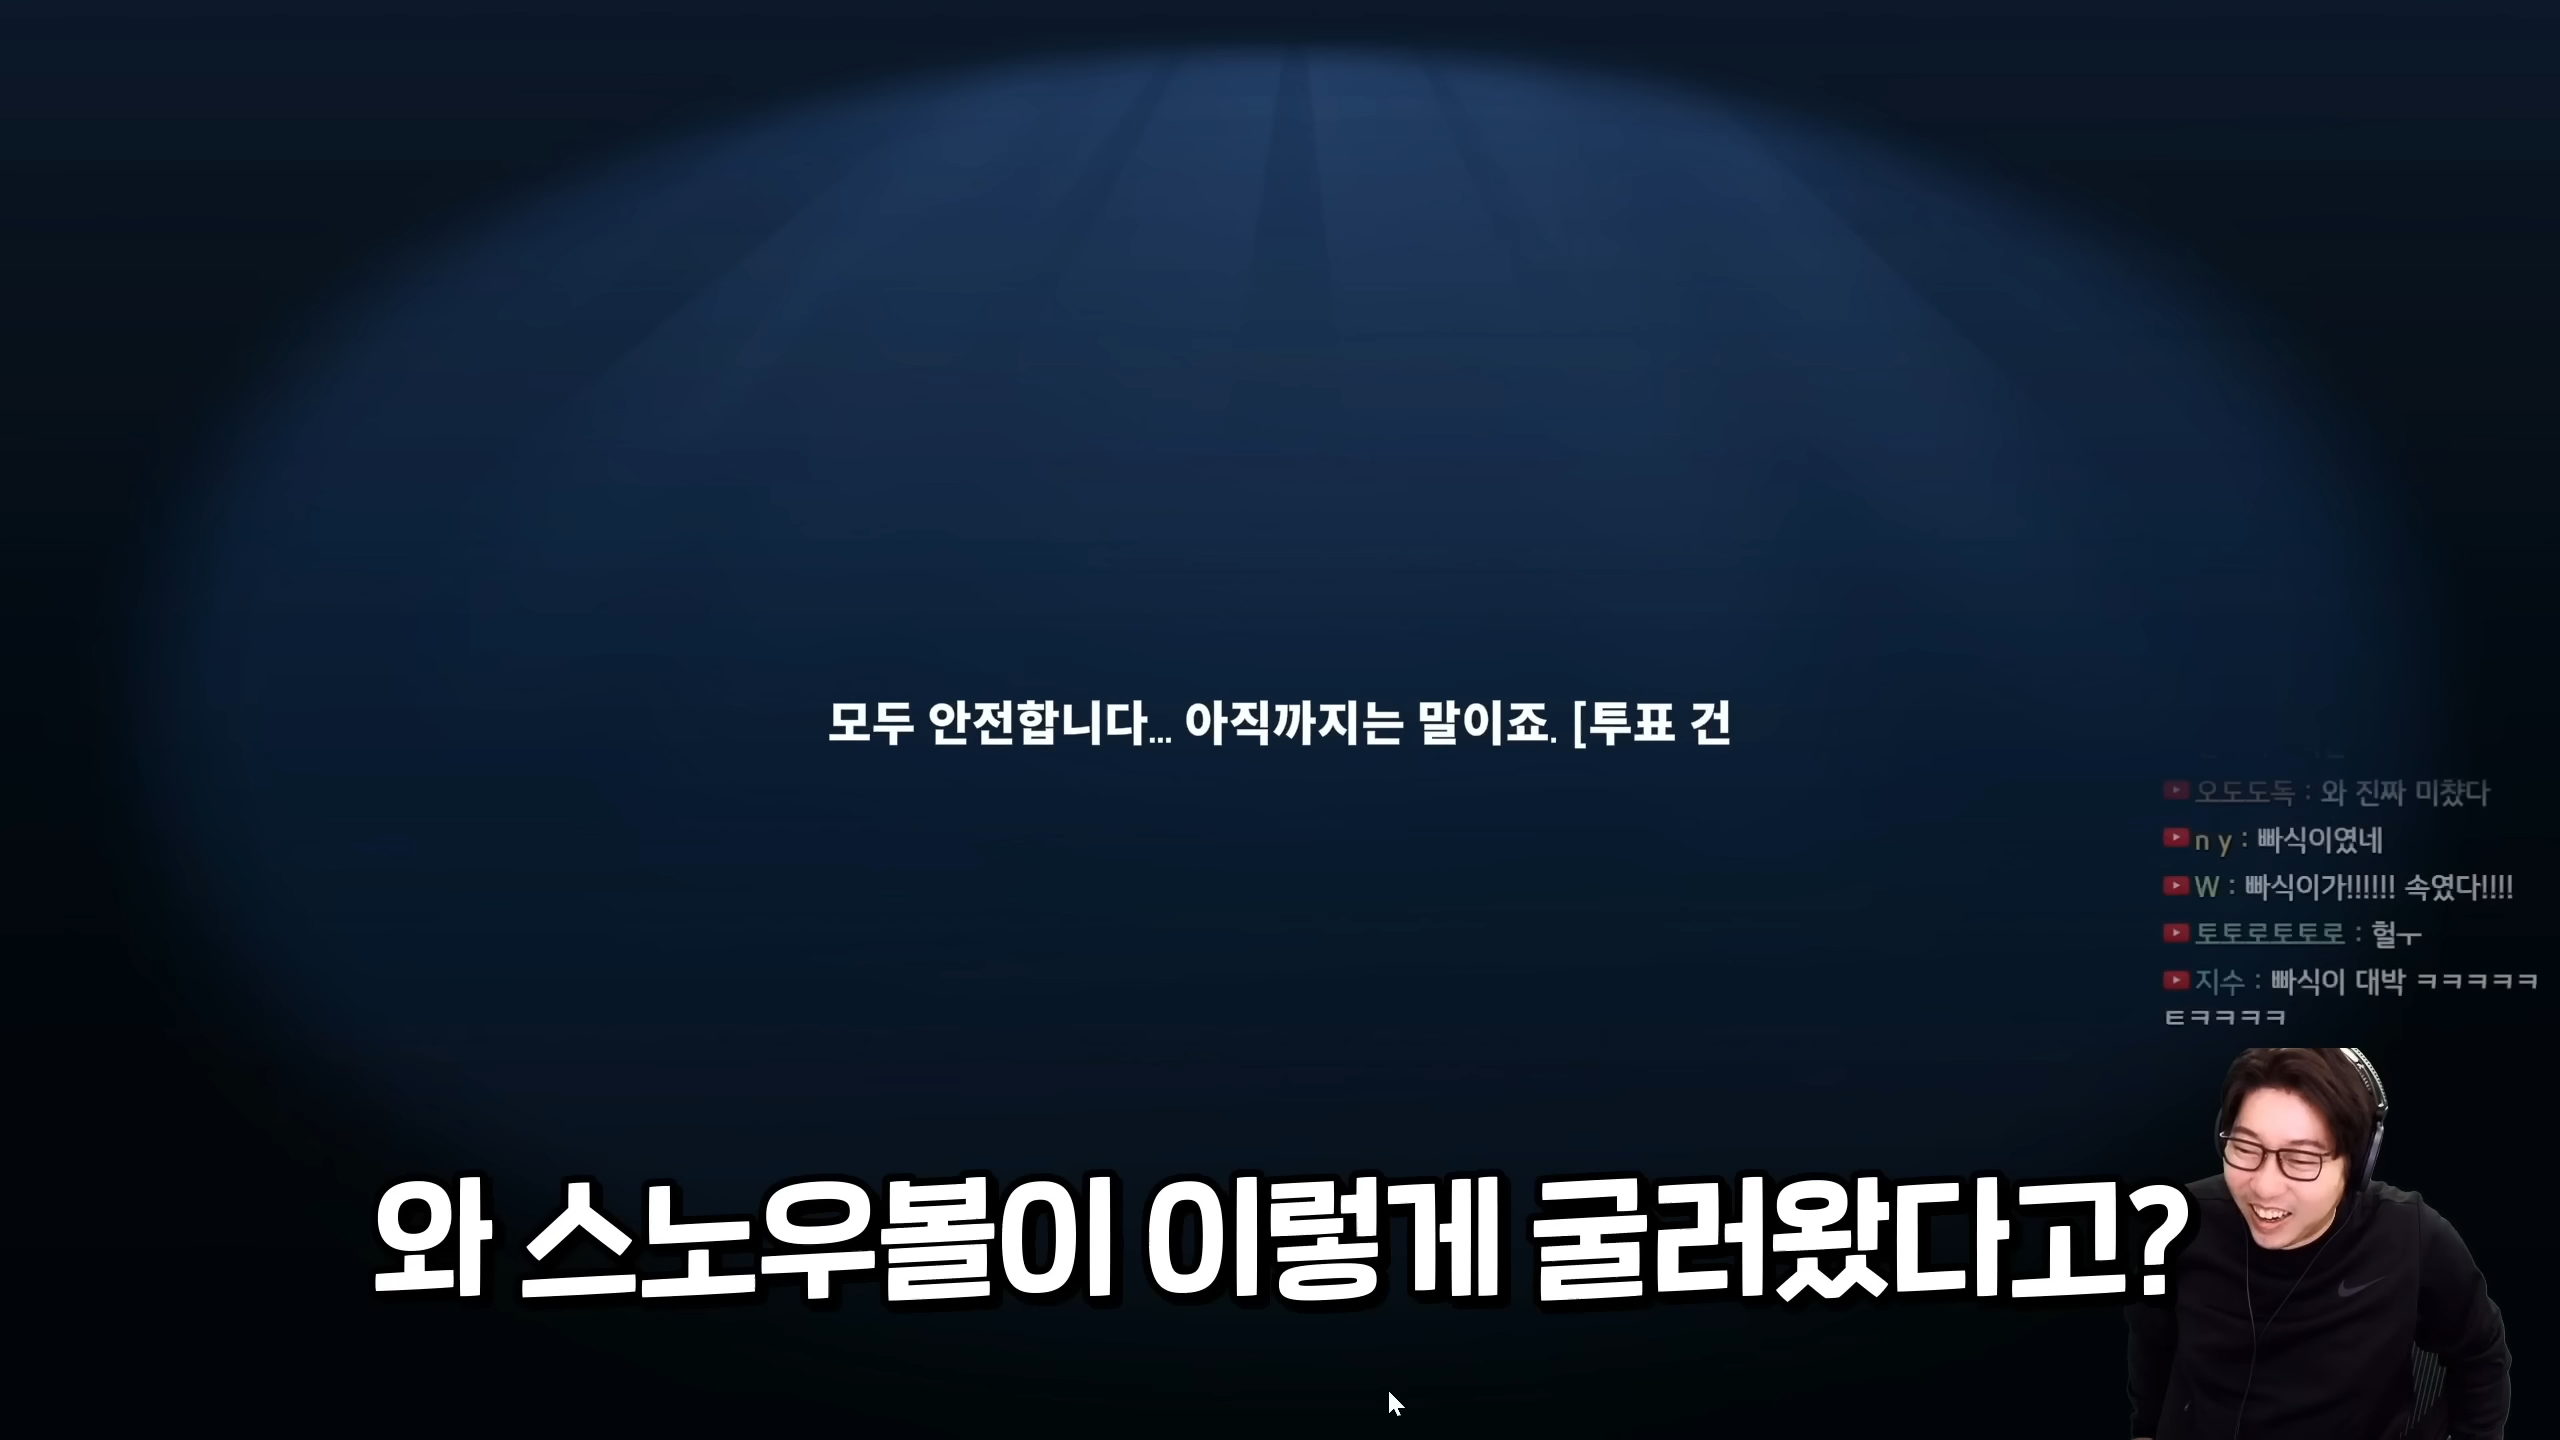 모두 안전합니다... 아직까지는 말이죠. [투표 건
오도도독 : 와 진짜 미챴다
n y : 빠식이였네
W : 빠식이가!!!!!! 속였다!!!!
토토로토토로 : 헐ㅜ
지수 : 빠식이 대박 ㅋㅋㅋㅋㅋ
ㅌㅋㅋㅋㅋ
와 스노우볼이 이렇게 굴러왔다고?